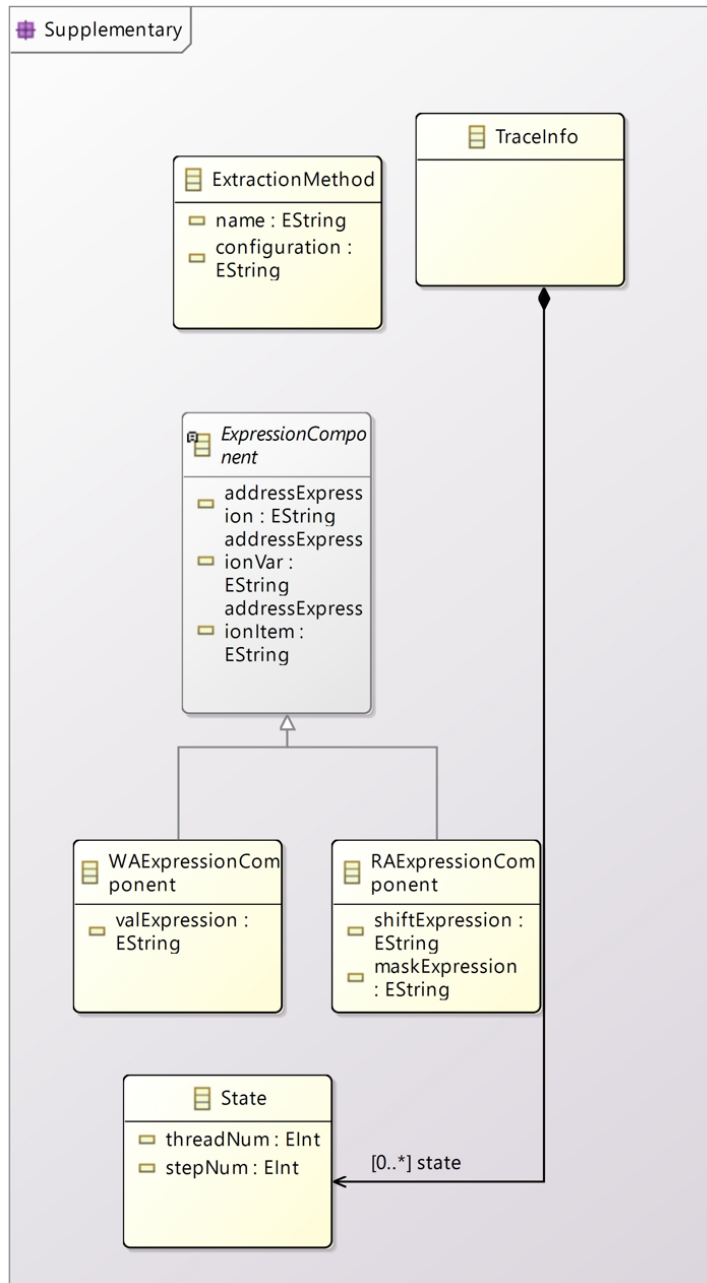 Supplementary
TraceInfo
ExtractionMethod
name : EString
configuration :
EString
ExpressionCompo
nent
addressExpress
ion : EString
addressExpress
ionVar :
EString
addressExpress
ionItem :
EString
WAExpressionCom
ponent
valExpression :
EString
RAExpressionCom
ponent
shiftExpression :
EString
maskExpression
: EString
State
threadNum : EInt
stepNum : EInt
[0..*] state